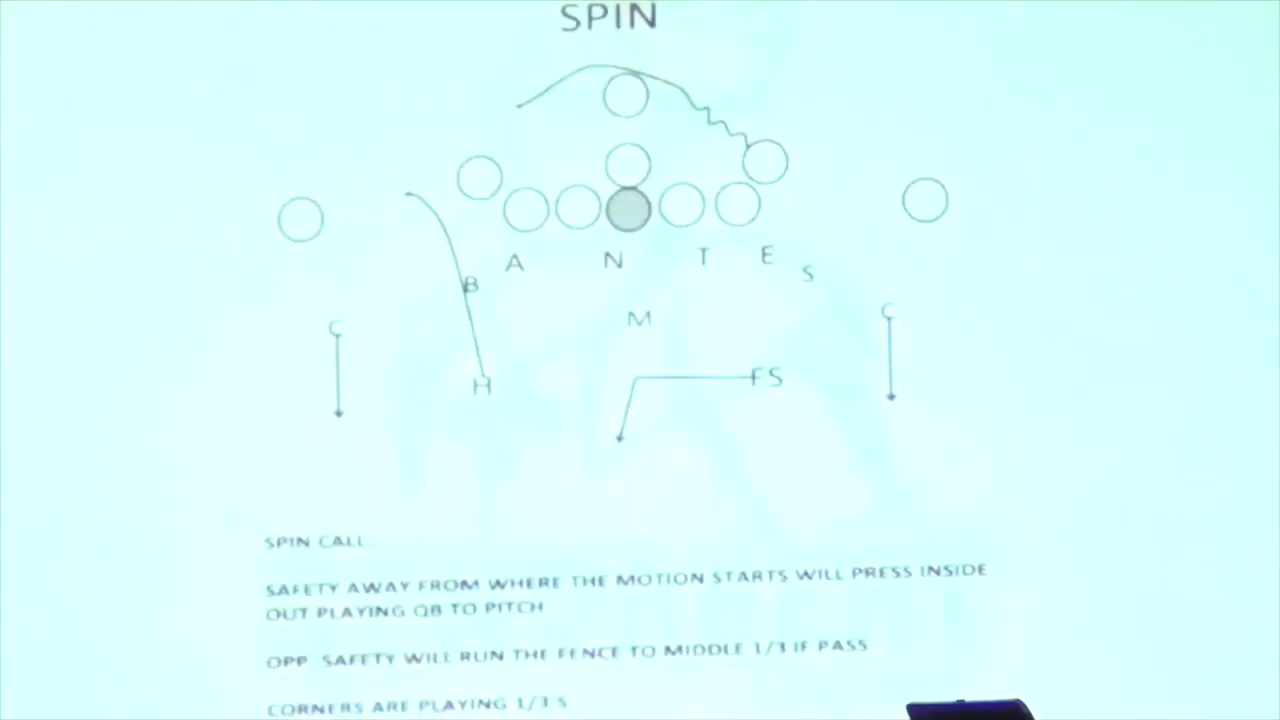 SPIN
A N T E
S
B
M
C C
H FS
SPIN CALL
SAFETY AWAY FROM WHERE THE MOTION STARTS WILL PRESS INSIDE
OUT PLAYING QB TO PITCH
OPP SAFETY WILL RUN THE FENCE TO MIDDLE 1/3 IF PASS
CORNERS ARE PLAYING 1/3 S